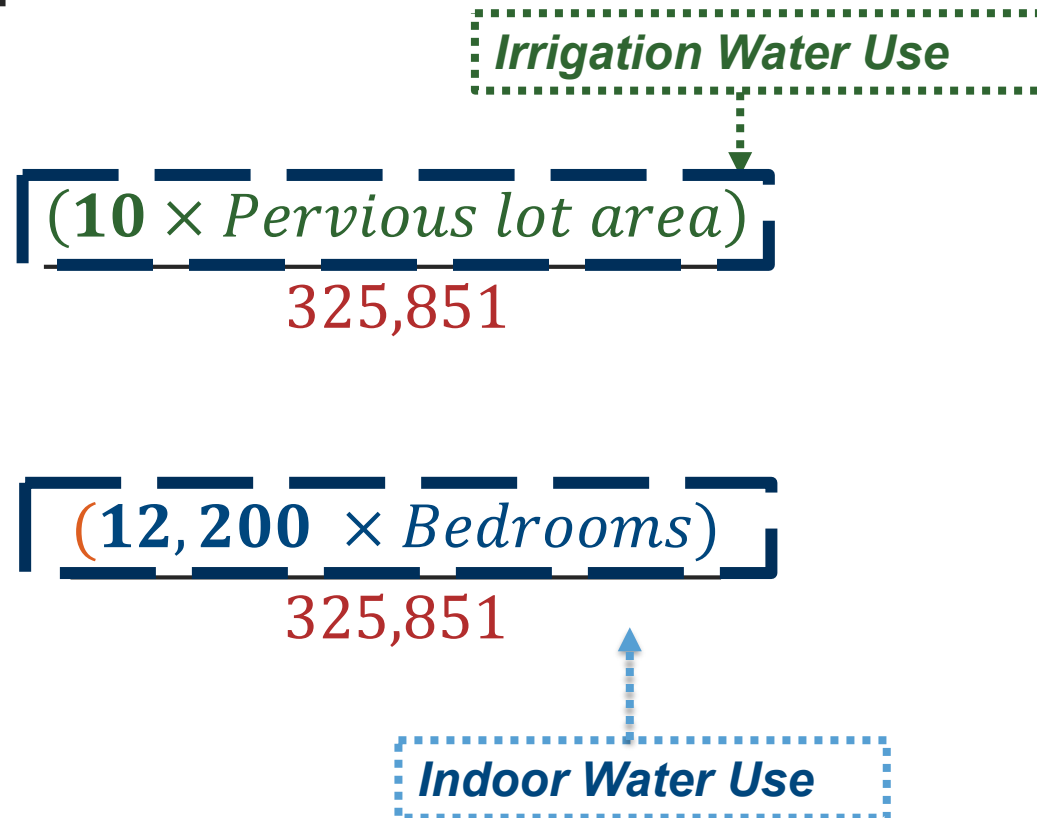 Irrigation Water Use
(10 × Pervious lot area)
325,851
(12,200 × Bedrooms)
325,851
Indoor Water Use